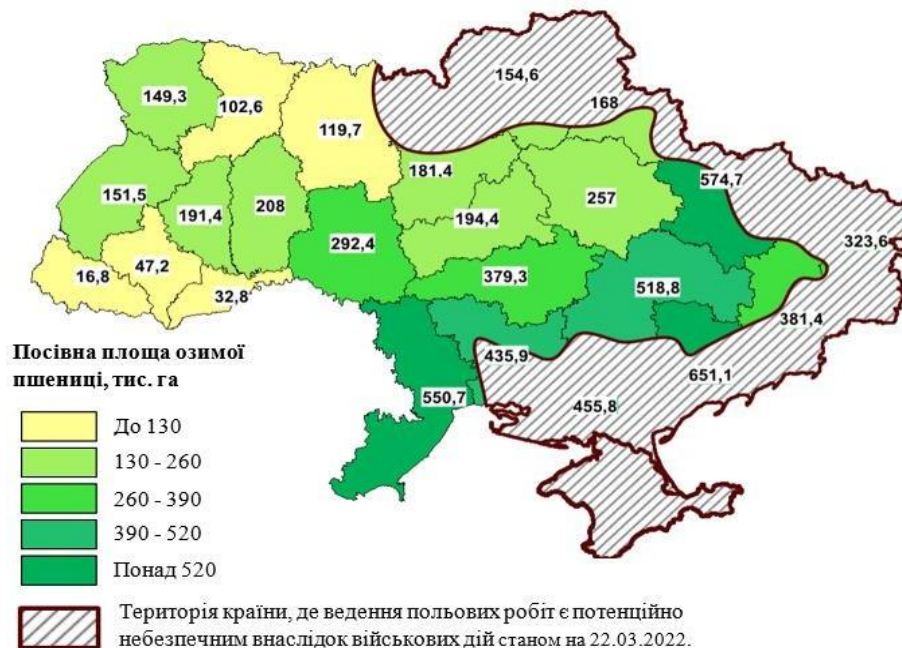 154,6
149,3
102,6
168
119,7
181,4
574,7
151,5
191,4
208
194,4
257
292,4
323,6
16,8
47,2
379,3
518,8
32,8
381,4
435,9
651,1
550,7
455,8
Посівна площа озимої
пшениці, тис. га
До 130
130 - 260
260 - 390
390 - 520
Понад 520
Територія країни, де ведення польових робіт є потенційно
небезпечним внаслідок військових дій станом на 22.03.2022.